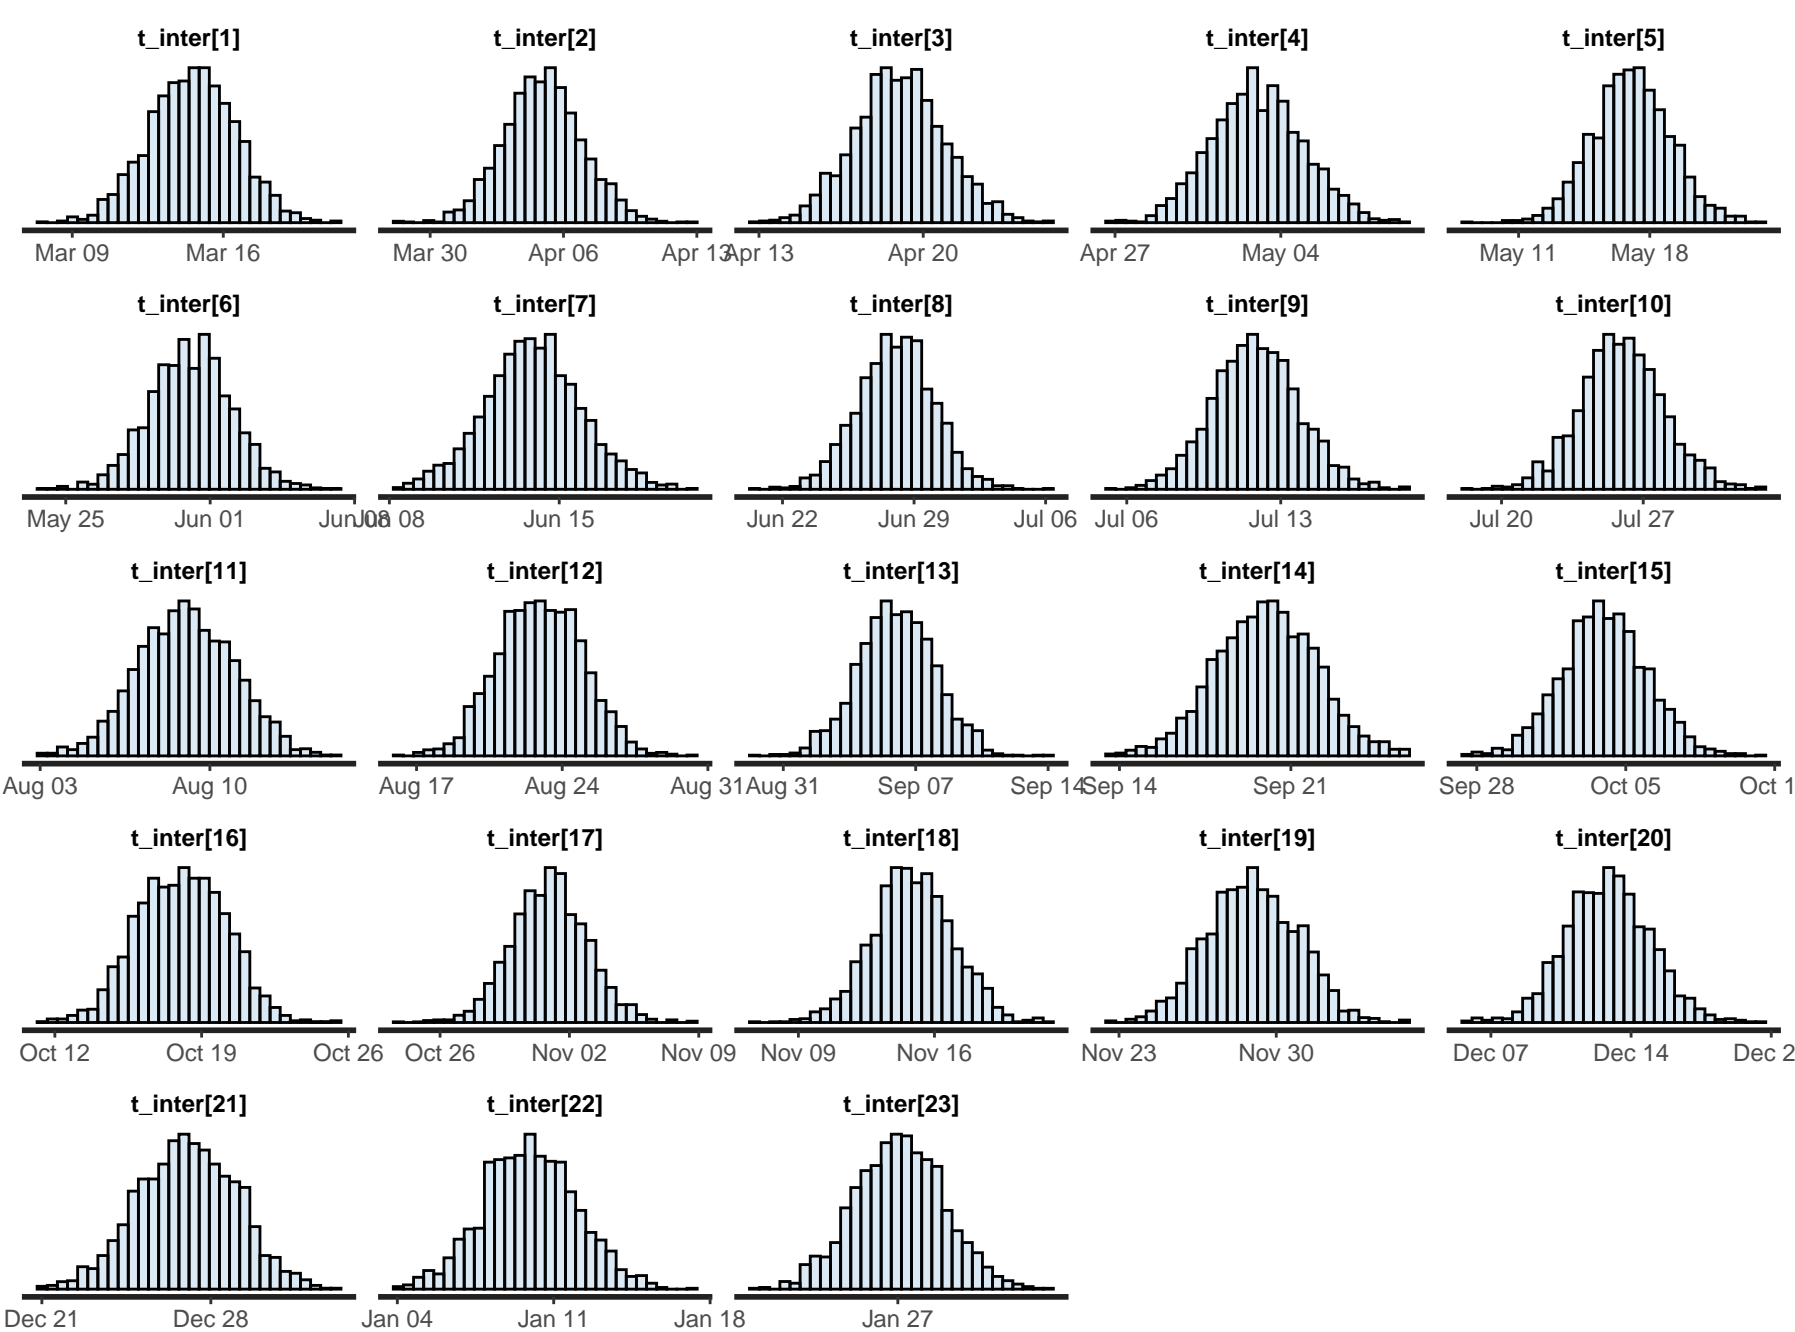 t_inter[1] t_inter[2] t_inter[3] t_inter[4] t_inter[5]
Mar 09 Mar 16 Mar 30 Apr 06 Apr 13 Apr 13 Apr 20 Apr 27 May 04 May 11 May 18
t_inter[6] t_inter[7] t_inter[8] t_inter[9] t_inter[10]
May 25 Jun 01 Jun 08 Jun 08 Jun 15 Jun 22 Jun 29 Jul 06 Jul 06 Jul 13 Jul 20 Jul 27
t_inter[11] t_inter[12] t_inter[13] t_inter[14] t_inter[15]
Aug 03 Aug 10 Aug 17 Aug 24 Aug 31 Aug 31 Sep 07 Sep 14 Sep 14 Sep 21 Sep 28 Oct 05 Oct 1
t_inter[16] t_inter[17] t_inter[18] t_inter[19] t_inter[20]
Oct 12 Oct 19 Oct 26 Oct 26 Nov 02 Nov 09 Nov 09 Nov 16 Nov 23 Nov 30 Dec 07 Dec 14 Dec 2
t_inter[21] t_inter[22] t_inter[23]
Dec 21 Dec 28 Jan 04 Jan 11 Jan 18 Jan 27